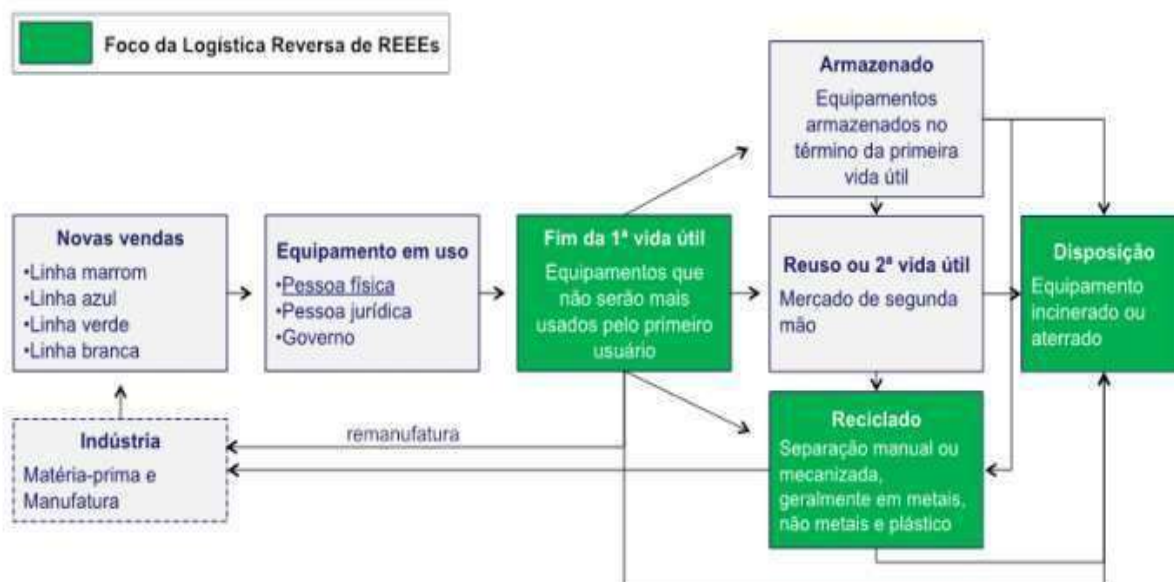 Foco da Logística Reversa de REEEs
Armazenado
Equipamentos
armazenados no
término da primeira
vida útil
Novas vendas
•Linha marrom
•Linha azul
•Linha verde
•Linha branca
Equipamento em uso
•Pessoa física
•Pessoa jurídica
•Governo
Fim da 1ª vida útil
Equipamentos que
não serão mais
usados pelo primeiro
usuário
Reuso ou 2ª vida útil
Mercado de segunda
mão
Disposição
Equipamento
incinerado ou
aterrado
Indústria
Matéria-prima e
Manufatura
remanufatura
Reciclado
Separação manual ou
mecanizada,
geralmente em metais,
não metais e plástico